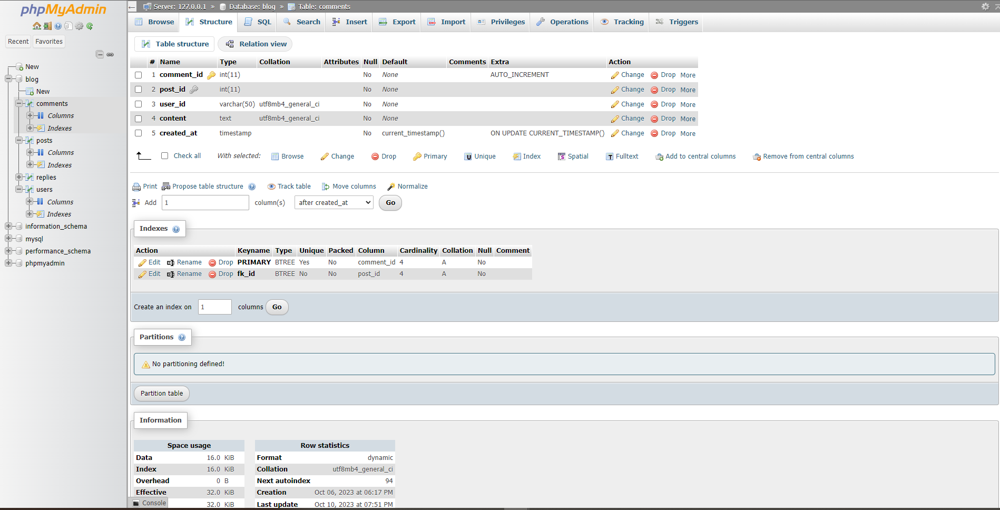 phpMyAdmin
Recent Favorites
New
blog
New
comments
Columns
Indexes
posts
Columns
Indexes
replies
users
Columns
Indexes
information_schema
mysql
performance_schema
phpmyadmin
Server: 127.0.0.1 » Database: blog » Table: comments
Browse Structure SQL Search Insert Export Import Privileges Operations Tracking Triggers
Table structure Relation view
# Name Type Collation Attributes Null Default Comments Extra Action
1 comment_id int(11) No None AUTO_INCREMENT Change Drop More
2 post_id int(11) No None Change Drop More
3 user_id varchar(50) utf8mb4_general_ci No None Change Drop More
4 content text utf8mb4_general_ci No None Change Drop More
5 created_at timestamp No current_timestamp() ON UPDATE CURRENT_TIMESTAMP() Change Drop More
Check all With selected: Browse Change Drop Primary Unique Index Spatial Fulltext Add to central columns Remove from central columns
Print Propose table structure Track table Move columns Normalize
Add 1 column(s) after created_at Go
Indexes
Action Keyname Type Unique Packed Column Cardinality Collation Null Comment
Edit Rename Drop PRIMARY BTREE Yes No comment_id 4 A No
Edit Rename Drop fk_id BTREE No No post_id 4 A No
Create an index on 1 columns Go
Partitions
No partitioning defined!
Partition table
Information
Space usage
Data 16.0 KiB
Index 16.0 KiB
Overhead 0 B
Effective 32.0 KiB
32.0 KiB
Row statistics
Format dynamic
Collation utf8mb4_general_ci
Next autoindex 94
Creation Oct 06, 2023 at 06:17 PM
Last update Oct 10, 2023 at 07:51 PM
Console